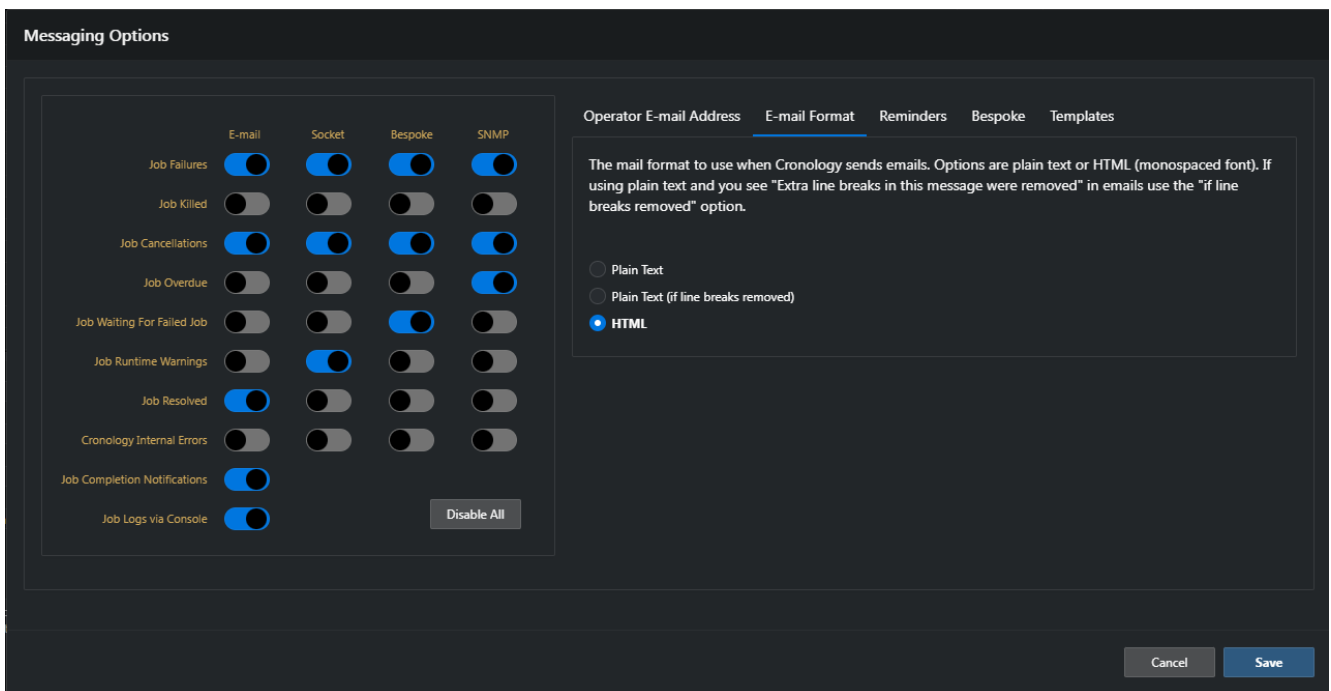 Messaging Options
E-mail Socket Bespoke SNMP
Job Failures
Job Killed
Job Cancellations
Job Overdue
Job Waiting For Failed Job
Job Runtime Warnings
Job Resolved
Cronology Internal Errors
Job Completion Notifications
Job Logs via Console
Disable All
Operator E-mail Address E-mail Format Reminders Bespoke Templates
The mail format to use when Cronology sends emails. Options are plain text or HTML (monospaced font). If
using plain text and you see "Extra line breaks in this message were removed" in emails use the "if line
breaks removed" option.
Plain Text
Plain Text (if line breaks removed)
HTML
Cancel Save